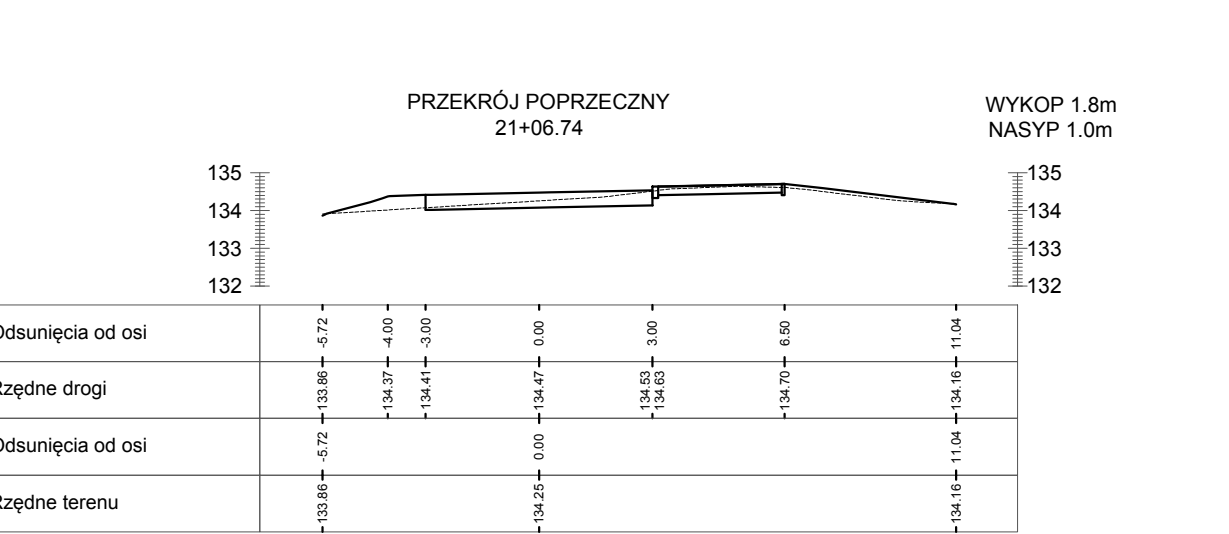 PRZEKRÓJ POPRZECZNY
21+06.74
WYKOP 1.8m
NASYP 1.0m
135 135
134 134
133 133
132 132
Odsunięcia od osi -5.72 -4.00 -3.00 0.00 3.00 6.50 11.04
Rzędne drogi 133.86 134.37 134.41 134.47 134.53 134.63 134.70 134.16
Odsunięcia od osi -5.72 0.00 11.04
Rzędne terenu 133.86 134.25 134.16